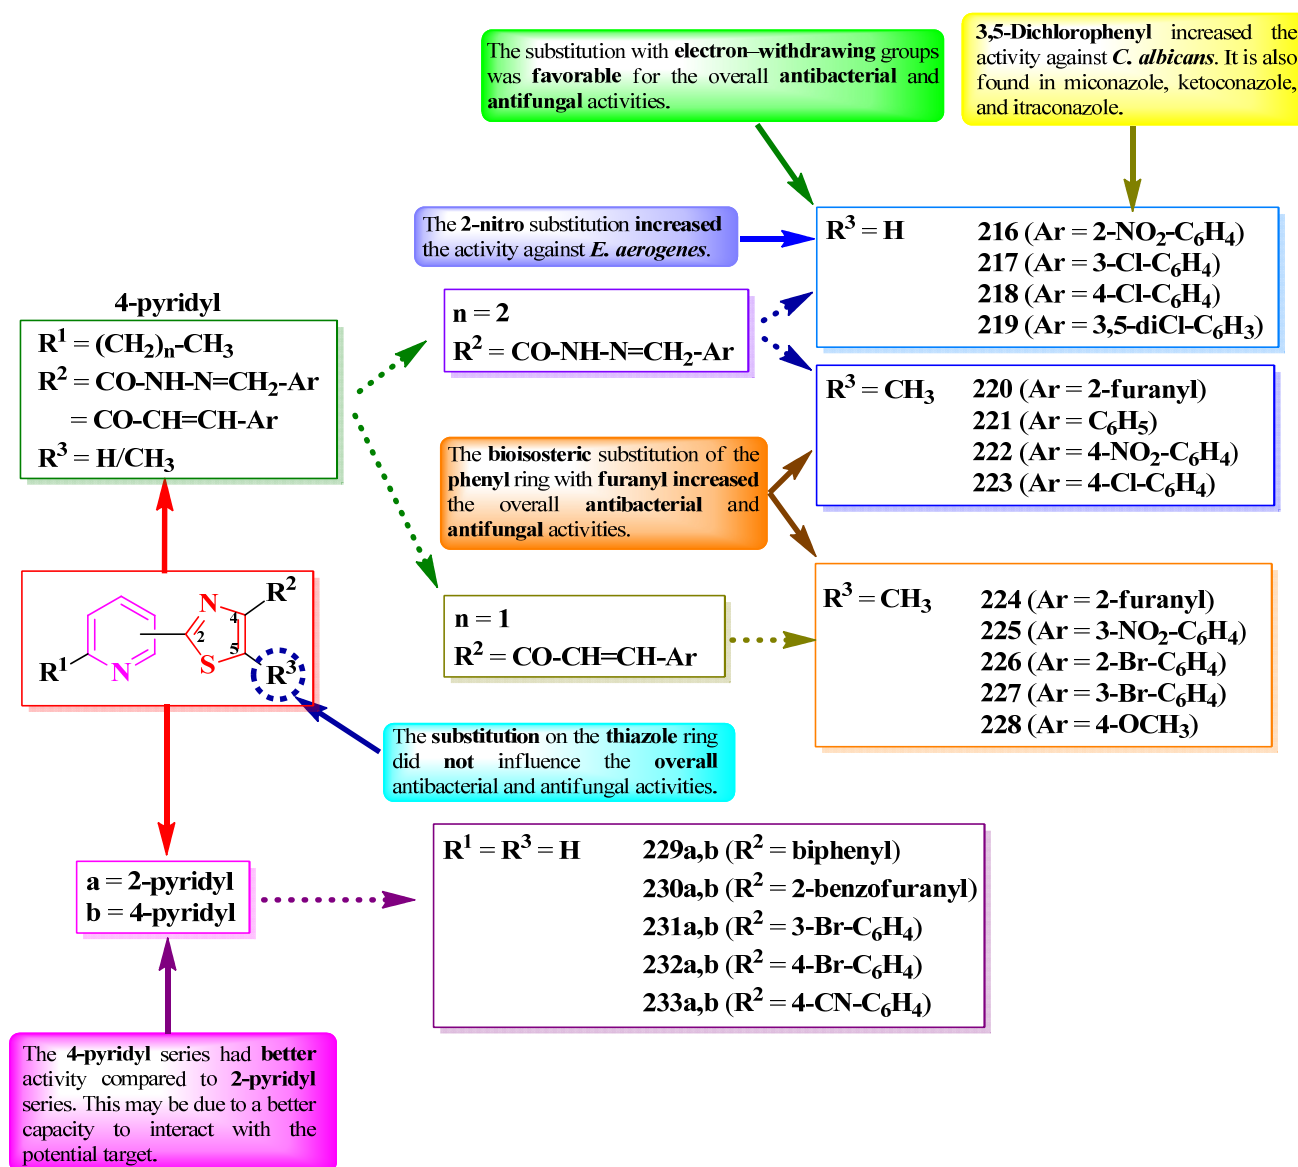 The substitution with electron–withdrawing groups
was favorable for the overall antibacterial and
antifungal activities.
3,5-Dichlorophenyl increased the
activity against C. albicans. It is also
found in miconazole, ketoconazole,
and itraconazole.
The 2-nitro substitution increased
the activity against E. aerogenes.
R³ = H
216 (Ar = 2-NO₂-C₆H₄)
217 (Ar = 3-Cl-C₆H₄)
218 (Ar = 4-Cl-C₆H₄)
219 (Ar = 3,5-diCl-C₆H₃)
4-pyridyl
R¹ = (CH₂)ₙ-CH₃
R² = CO-NH-N=CH₂-Ar
= CO-CH=CH-Ar
R³ = H/CH₃
n = 2
R² = CO-NH-N=CH₂-Ar
R³ = CH₃
220 (Ar = 2-furanyl)
221 (Ar = C₆H₅)
222 (Ar = 4-NO₂-C₆H₄)
223 (Ar = 4-Cl-C₆H₄)
The bioisosteric substitution of the
phenyl ring with furanyl increased
the overall antibacterial and
antifungal activities.
R¹
N
2
N
4
5
S
R²
R³
n = 1
R² = CO-CH=CH-Ar
R³ = CH₃
224 (Ar = 2-furanyl)
225 (Ar = 3-NO₂-C₆H₄)
226 (Ar = 2-Br-C₆H₄)
227 (Ar = 3-Br-C₆H₄)
228 (Ar = 4-OCH₃)
The substitution on the thiazole ring
did not influence the overall
antibacterial and antifungal activities.
a = 2-pyridyl
b = 4-pyridyl
R¹ = R³ = H
229a,b (R² = biphenyl)
230a,b (R² = 2-benzofuranyl)
231a,b (R² = 3-Br-C₆H₄)
232a,b (R² = 4-Br-C₆H₄)
233a,b (R² = 4-CN-C₆H₄)
The 4-pyridyl series had better
activity compared to 2-pyridyl
series. This may be due to a better
capacity to interact with the
potential target.